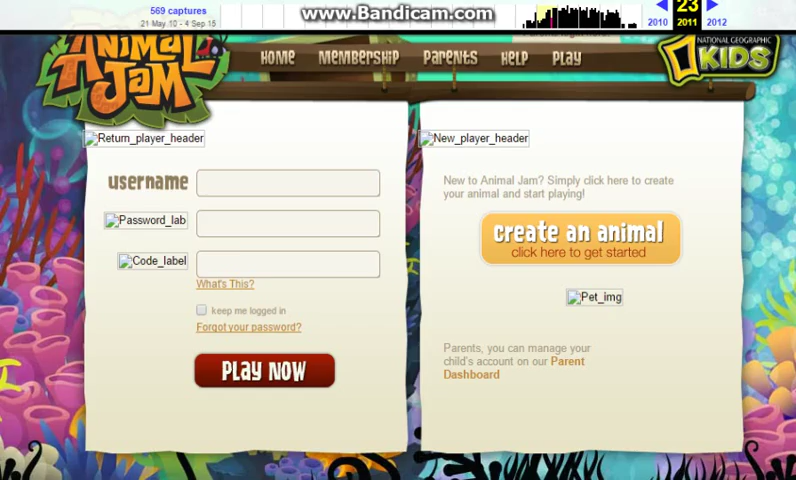 569 captures
21 May 10 - 4 Sep 15
www.Bandicam.com
23
2010 2011 2012
ANIMAL
JAM
HOME MEMBERSHIP PARENTS HELP PLAY
NATIONAL GEOGRAPHIC
KIDS
Return_player_header
username
Password_lab
Code_label
What's This?
keep me logged in
Forgot your password?
PLAY NOW
New_player_header
New to Animal Jam? Simply click here to create
your animal and start playing!
create an animal
click here to get started
Pet_img
Parents, you can manage your
child's account on our Parent
Dashboard